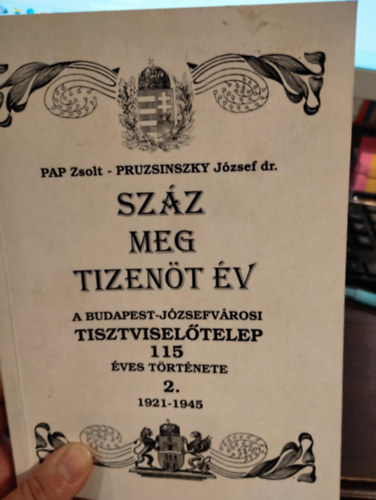 PAP Zsolt - PRUZSINSZKY József dr.
SZÁZ
MEG
TIZENÖT ÉV
A BUDAPEST-JÓZSEFVÁROSI
TISZTVISELŐTELEP
115
ÉVES TÖRTÉNETE
2.
1921-1945